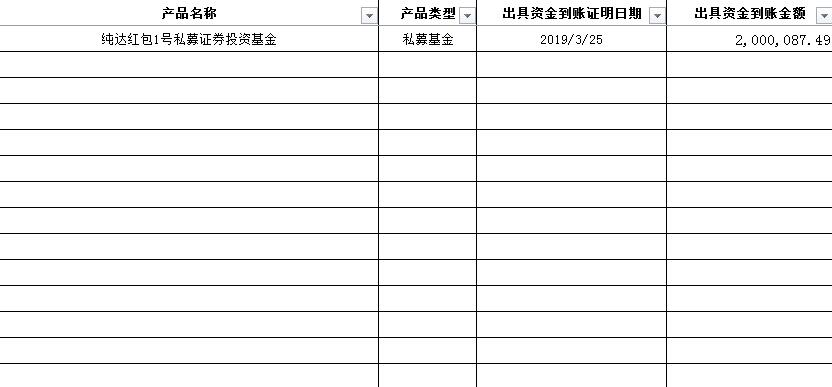 产品名称 产品类型 出具资金到账证明日期 出具资金到账金额
纯达红包1号私募证券投资基金 私募基金 2019/3/25 2,000,087.49